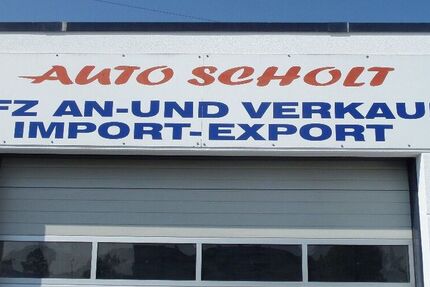 AUTO SCHOLT
FZ AN-UND VERKAU
IMPORT-EXPORT